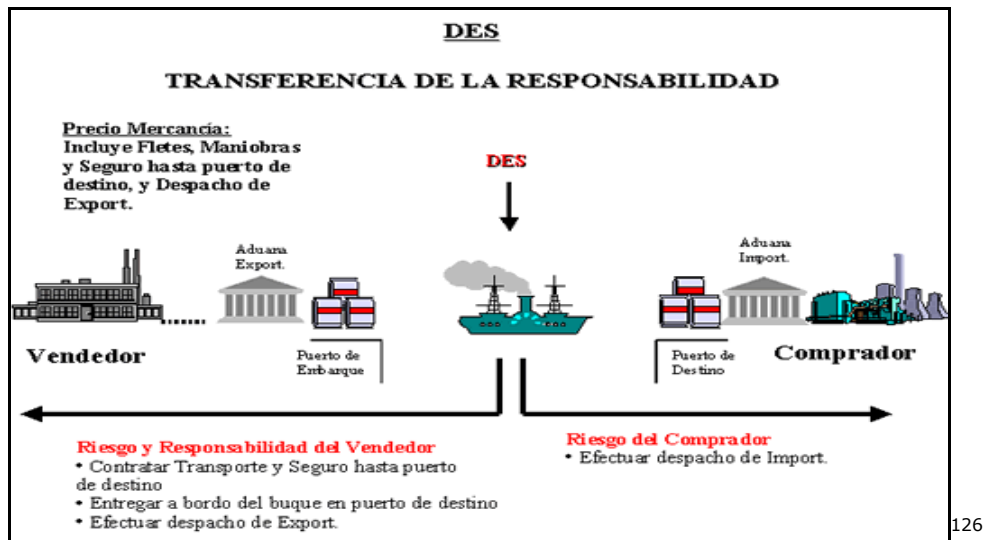 DES
TRANSFERENCIA DE LA RESPONSABILIDAD
Precio Mercancía:
Incluye Fletes, Maniobras
y Seguro hasta puerto de
destino, y Despacho de
Export.
DES
Aduana
Export.
Aduana
Import.
Vendedor
Puerto de
Embarque
Puerto de
Destino
Comprador
Riesgo y Responsabilidad del Vendedor
• Contratar Transporte y Seguro hasta puerto
de destino
• Entregar a bordo del buque en puerto de destino
• Efectuar despacho de Export.
Riesgo del Comprador
• Efectuar despacho de Import.
126